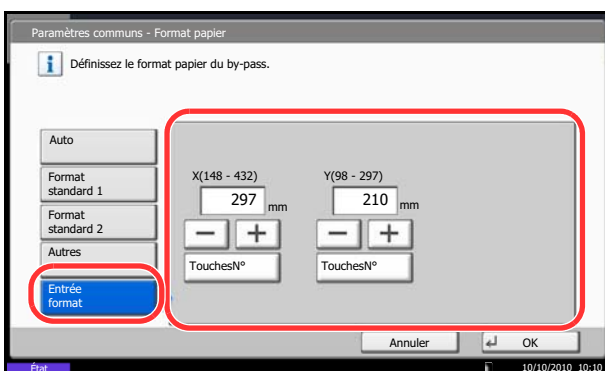 Paramètres communs - Format papier
i Définissez le format papier du by-pass.
Auto
Format
standard 1
Format
standard 2
Autres
Entrée
format
X(148 - 432)
297 mm
− +
TouchesN°
Y(98 - 297)
210 mm
− +
TouchesN°
Annuler
OK
État
10/10/2010 10:10